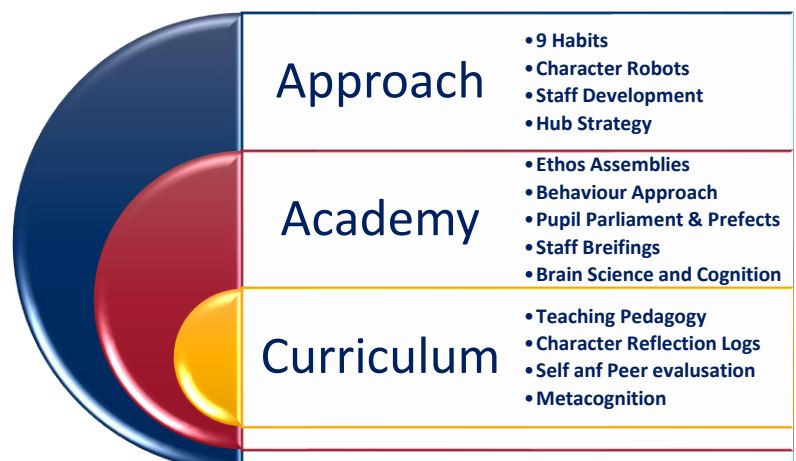 Approach
•9 Habits
•Character Robots
•Staff Development
•Hub Strategy
Academy
•Ethos Assemblies
•Behaviour Approach
•Pupil Parliament & Prefects
•Staff Breifings
•Brain Science and Cognition
Curriculum
•Teaching Pedagogy
•Character Reflection Logs
•Self anf Peer evalusation
•Metacognition